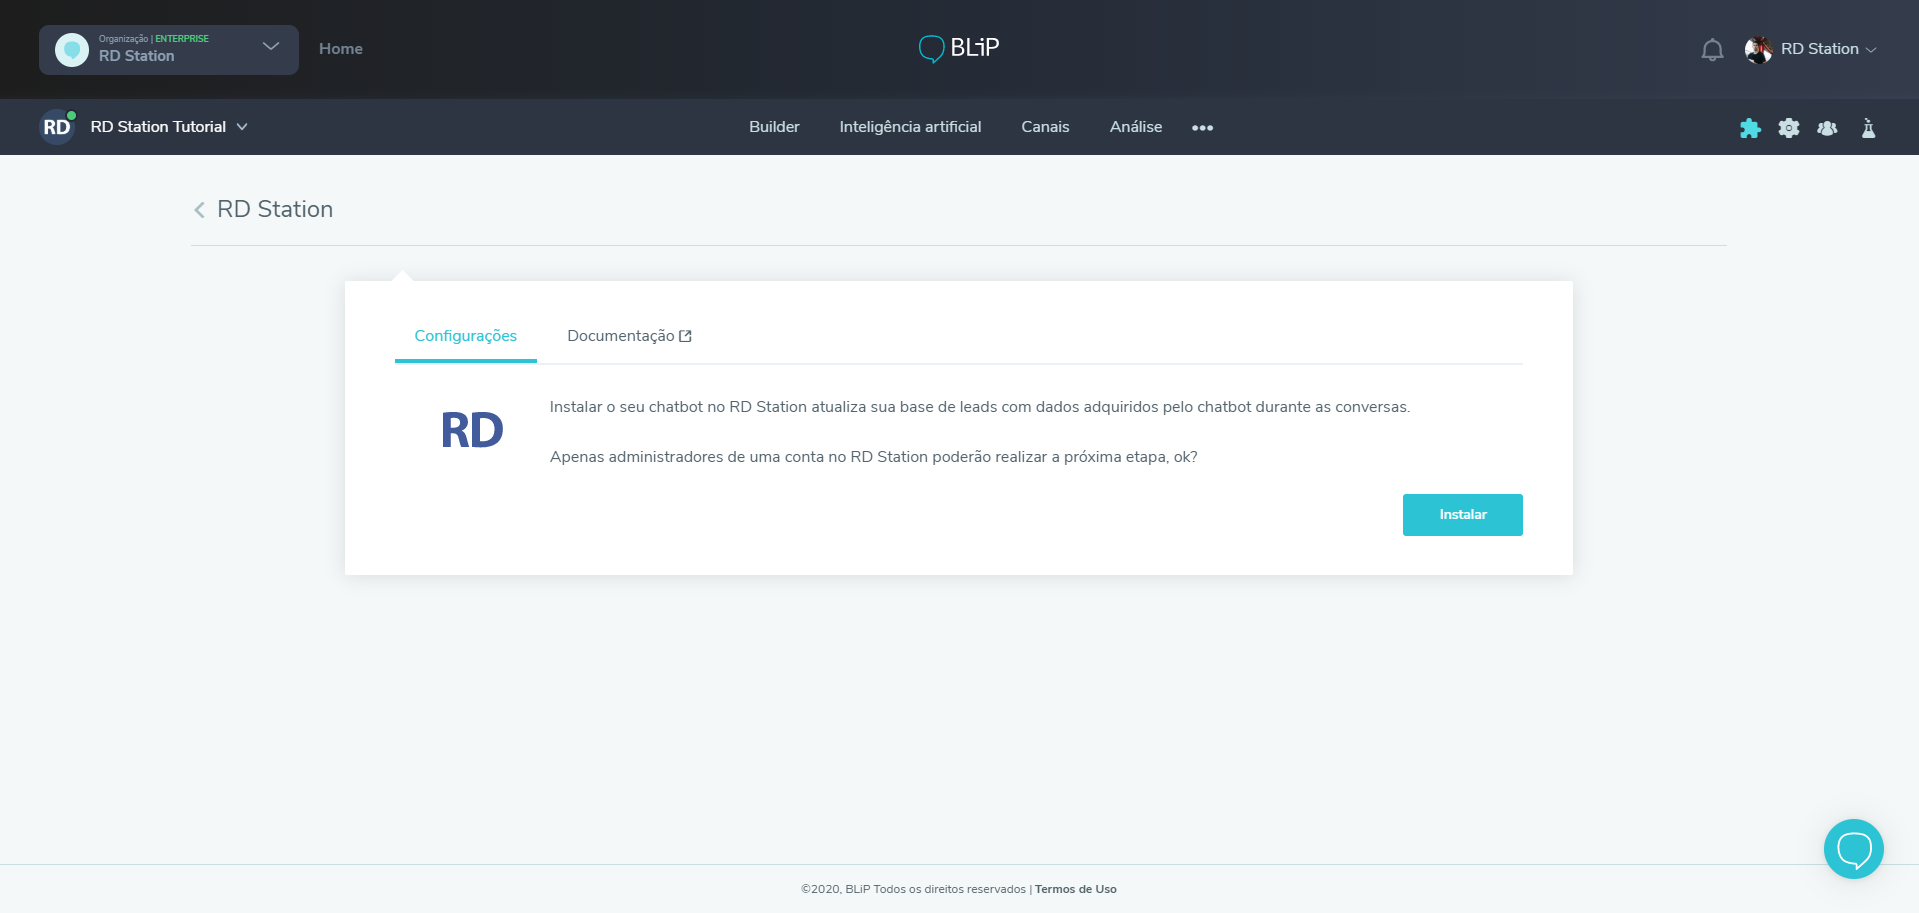 Organização | ENTERPRISE
RD Station
Home
BLiP
RD Station
RD
RD Station Tutorial
Builder
Inteligência artificial
Canais
Análise
RD Station
Configurações
Documentação
RD
Instalar o seu chatbot no RD Station atualiza sua base de leads com dados adquiridos pelo chatbot durante as conversas.
Apenas administradores de uma conta no RD Station poderão realizar a próxima etapa, ok?
Instalar
©2020, BLiP Todos os direitos reservados | Termos de Uso